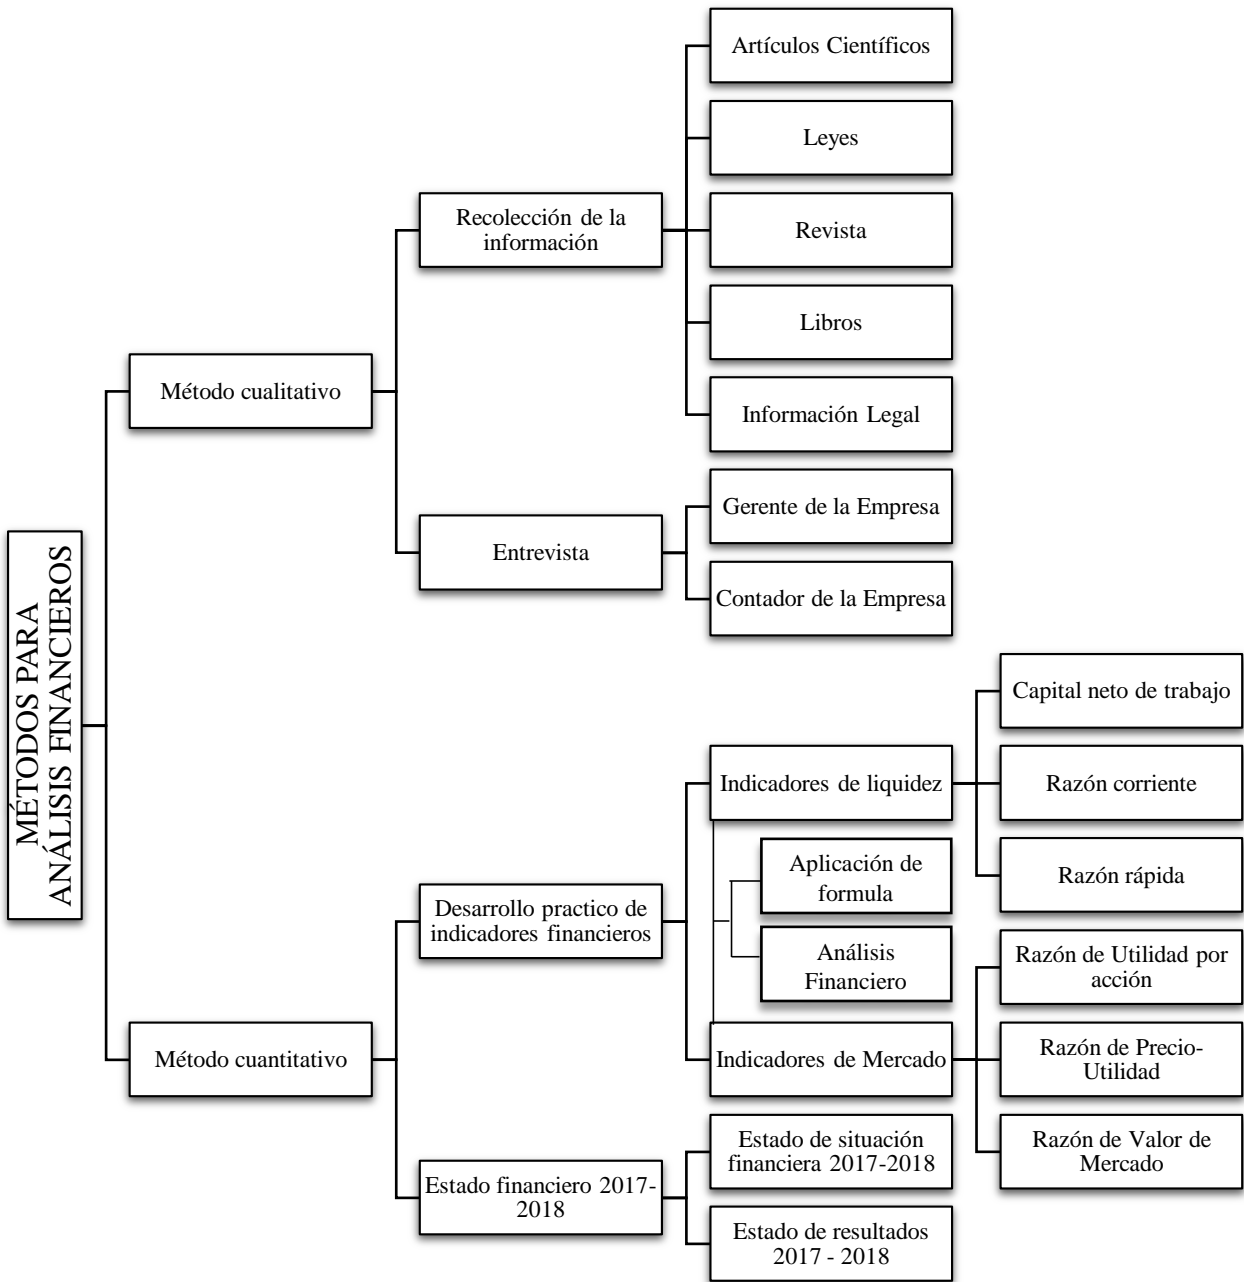 MÉTODOS PARA
ANÁLISIS FINANCIEROS
Método cualitativo
Recolección de la
información
Artículos Científicos
Leyes
Revista
Libros
Información Legal
Entrevista
Gerente de la Empresa
Contador de la Empresa
Método cuantitativo
Desarrollo practico de
indicadores financieros
Indicadores de liquidez
Capital neto de trabajo
Razón corriente
Razón rápida
Aplicación de
formula
Análisis
Financiero
Indicadores de Mercado
Razón de Utilidad por
acción
Razón de Precio-
Utilidad
Razón de Valor de
Mercado
Estado financiero 2017-
2018
Estado de situación
financiera 2017-2018
Estado de resultados
2017 - 2018